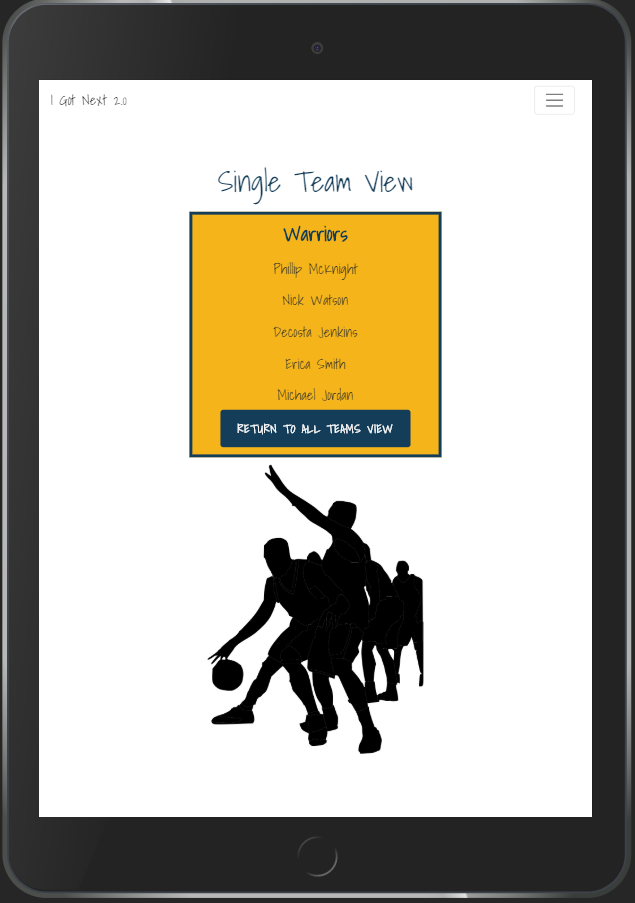 I Got Next 2.0
Single Team View
Warriors
Phillip McKnight
Nick Watson
Decosta Jenkins
Erica Smith
Michael Jordan
RETURN TO ALL TEAMS VIEW